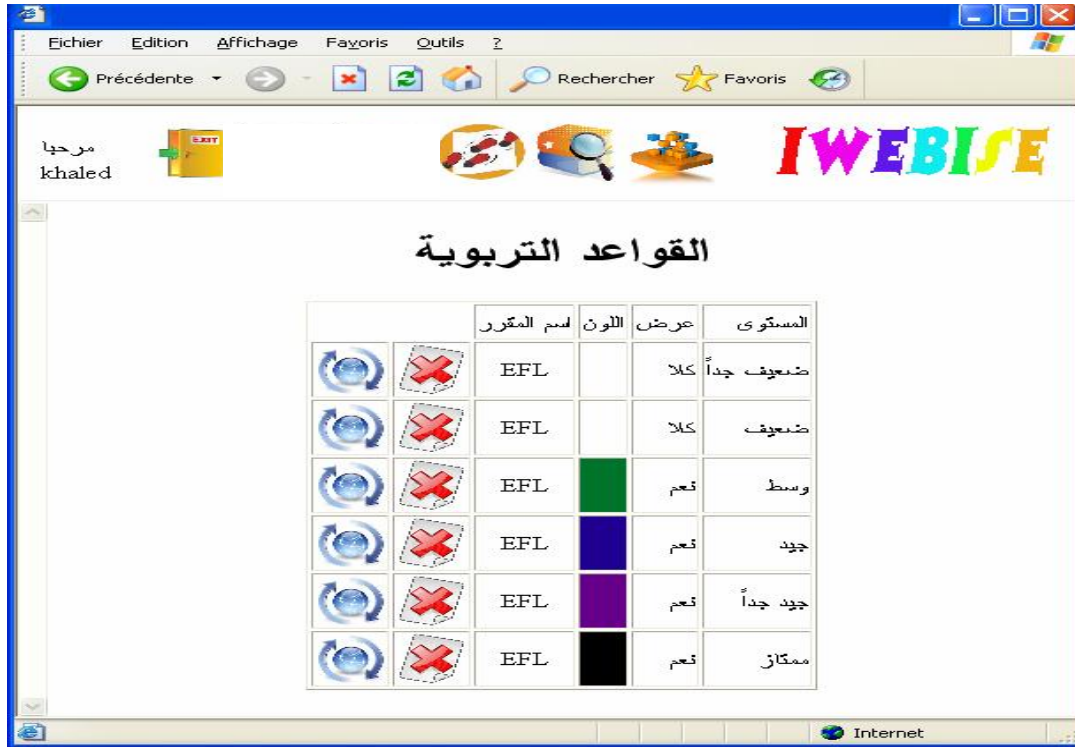 Fichier Edition Affichage Favoris Outils ?
Précédente Rechercher Favoris
مرحبا
khaled
EXIT
IWEBISE
القواعد التربوية
المستوى عرض اللون اسم المقرر
ضعيف جداً كلا EFL
ضعيف كلا EFL
وسط نعم EFL
جيد نعم EFL
جيد جداً نعم EFL
ممتاز نعم EFL
Internet